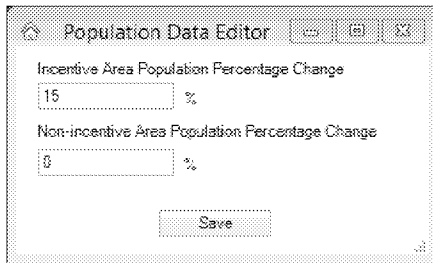 Population Data Editor
Incentive Area Population Percentage Change
15 %
Non-incentive Area Population Percentage Change
0 %
Save